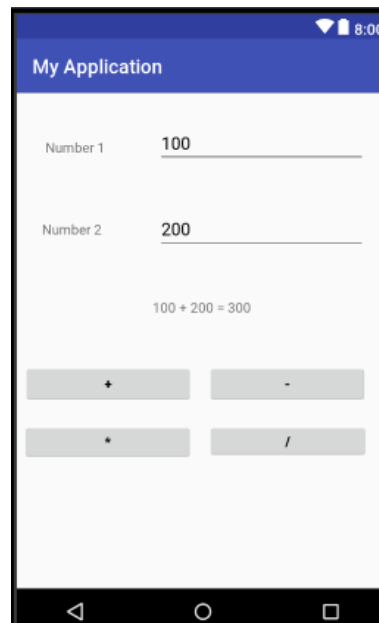 8:00
My Application
Number 1 100
Number 2 200
100 + 200 = 300
+ -
* /